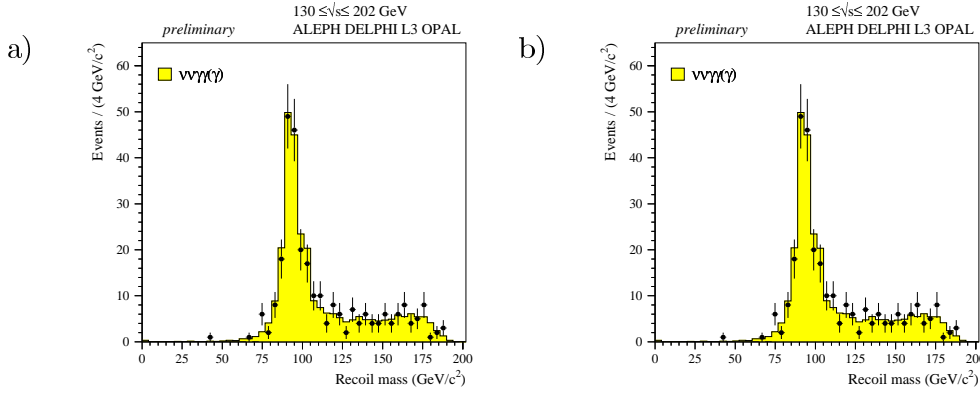 a)
130 ≤√s≤ 202 GeV
preliminary ALEPH DELPHI L3 OPAL
Events / (4 GeV/c²)
60
50
40
30
20
10
0
ννγγ(γ)
0 25 50 75 100 125 150 175 200
Recoil mass (GeV/c²)
b)
130 ≤√s≤ 202 GeV
preliminary ALEPH DELPHI L3 OPAL
Events / (4 GeV/c²)
60
50
40
30
20
10
0
ννγγ(γ)
0 25 50 75 100 125 150 175 200
Recoil mass (GeV/c²)